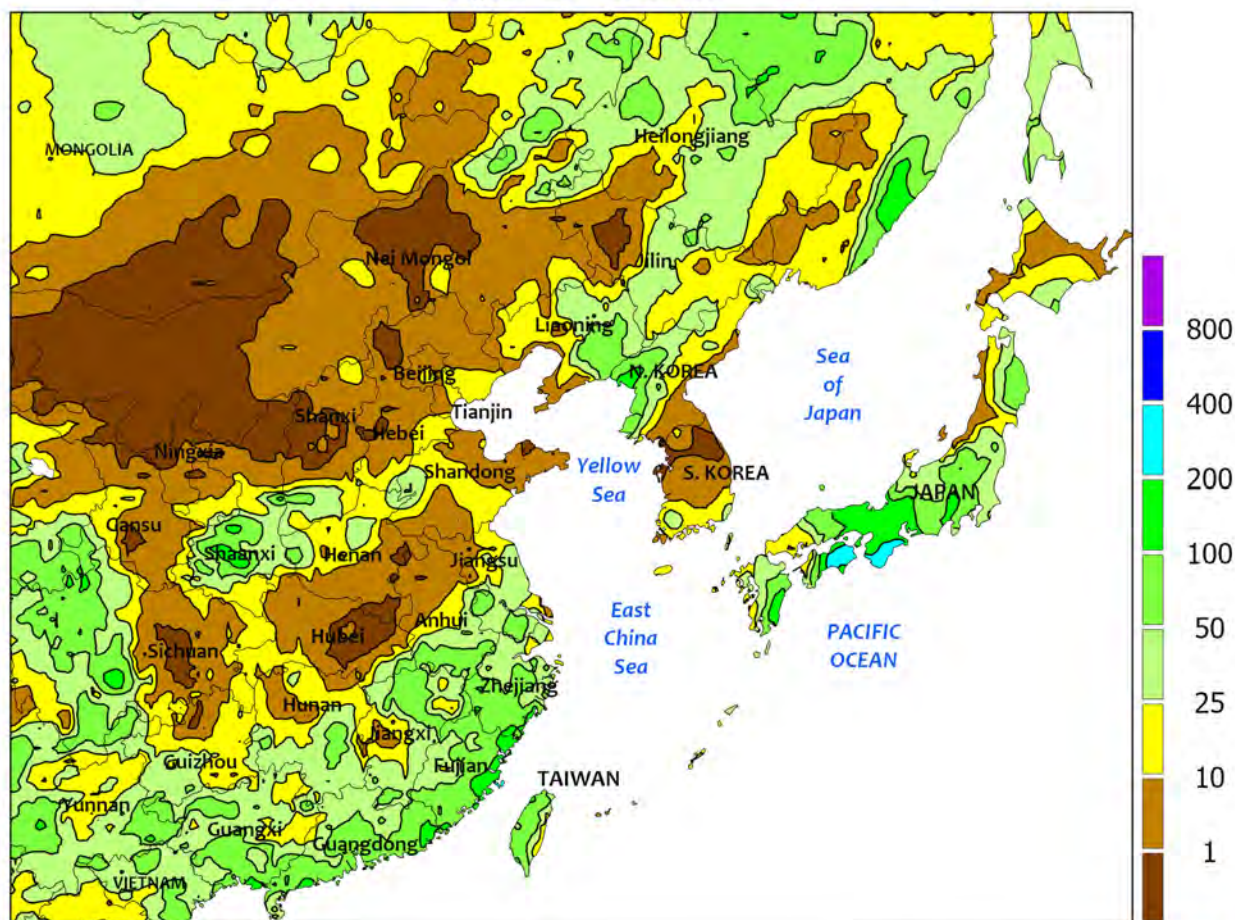 MONGOLIA
Heilongjiang
Nei Mongol
Jilin
Liaoning
Beijing
N. KOREA
Sea
of
Japan
Tianjin
Shanxi
Hebei
Ningxia
Shandong
Yellow
Sea
S. KOREA
JAPAN
Gansu
Shaanxi
Henan
Jiangsu
Anhui
Hubei
East
China
Sea
PACIFIC
OCEAN
Sichuan
Zhejiang
Hunan
Jiangxi
Guizhou
Fujian
TAIWAN
Yunnan
Guangxi
Guangdong
VIETNAM
800
400
200
100
50
25
10
1